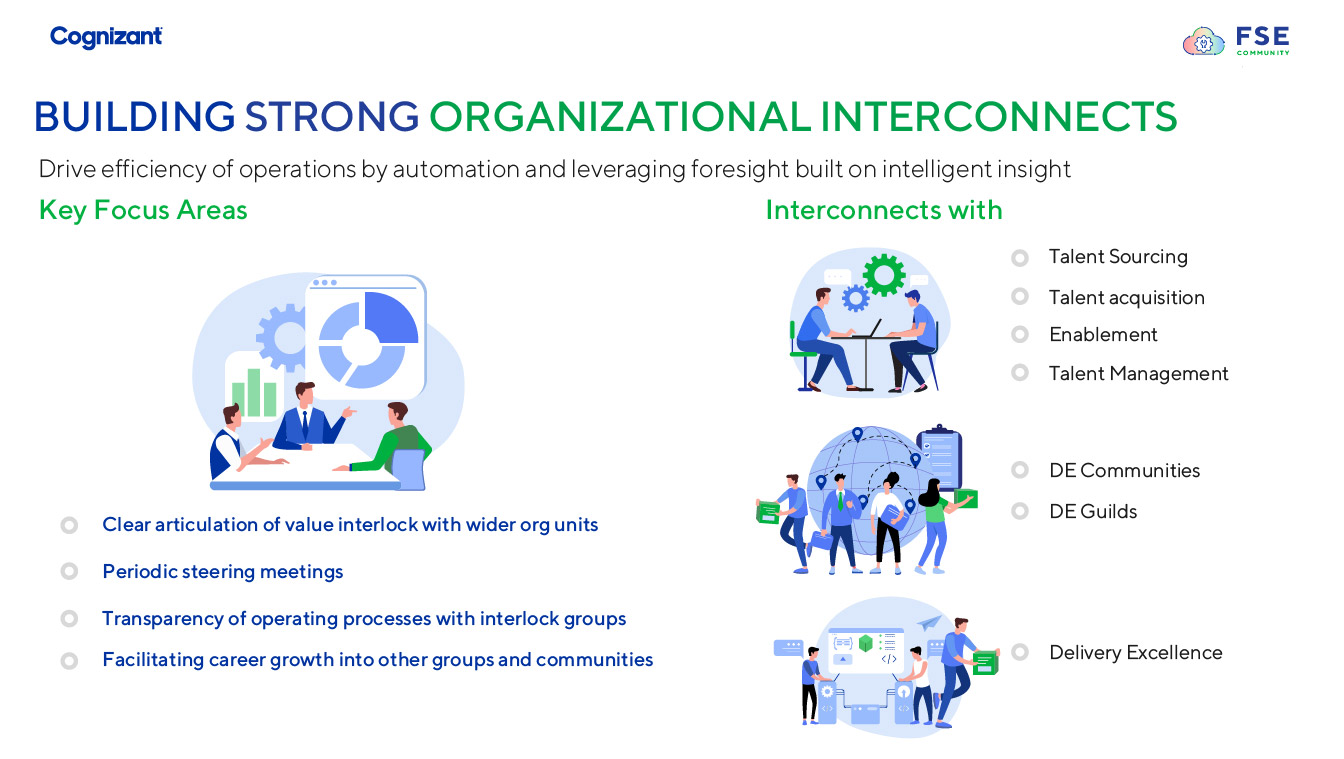 Cognizant
FSE
COMMUNITY
BUILDING STRONG ORGANIZATIONAL INTERCONNECTS
Drive efficiency of operations by automation and leveraging foresight built on intelligent insight
Key Focus Areas
Clear articulation of value interlock with wider org units
Periodic steering meetings
Transparency of operating processes with interlock groups
Facilitating career growth into other groups and communities
Interconnects with
Talent Sourcing
Talent acquisition
Enablement
Talent Management
DE Communities
DE Guilds
Delivery Excellence